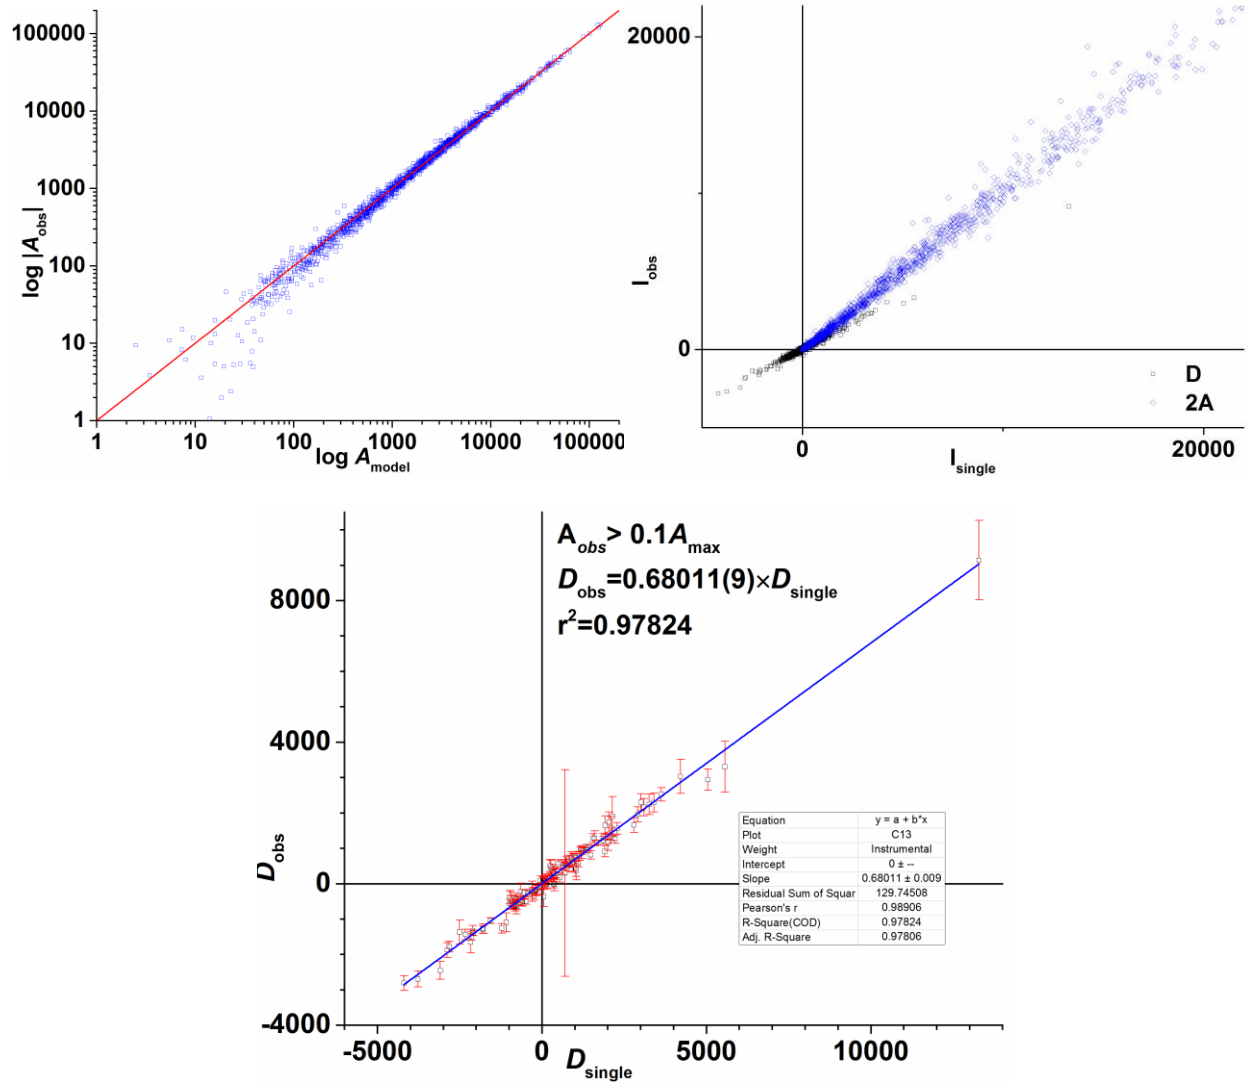 100000
10000
1000
100
10
1
log |Aobs|
1 10 100 1000 10000 100000
log Amodel
20000
0
Iobs
D
2A
0 20000
Isingle
Aobs> 0.1Amax
Dobs=0.68011(9)×Dsingle
r²=0.97824
8000
4000
0
-4000
Dobs
Equation y = a + b*x
Plot C13
Weight Instrumental
Intercept 0 ± --
Slope 0.68011 ± 0.009
Residual Sum of Squar 129.74508
Pearson's r 0.98906
R-Square(COD) 0.97824
Adj. R-Square 0.97806
-5000 0 5000 10000
Dsingle